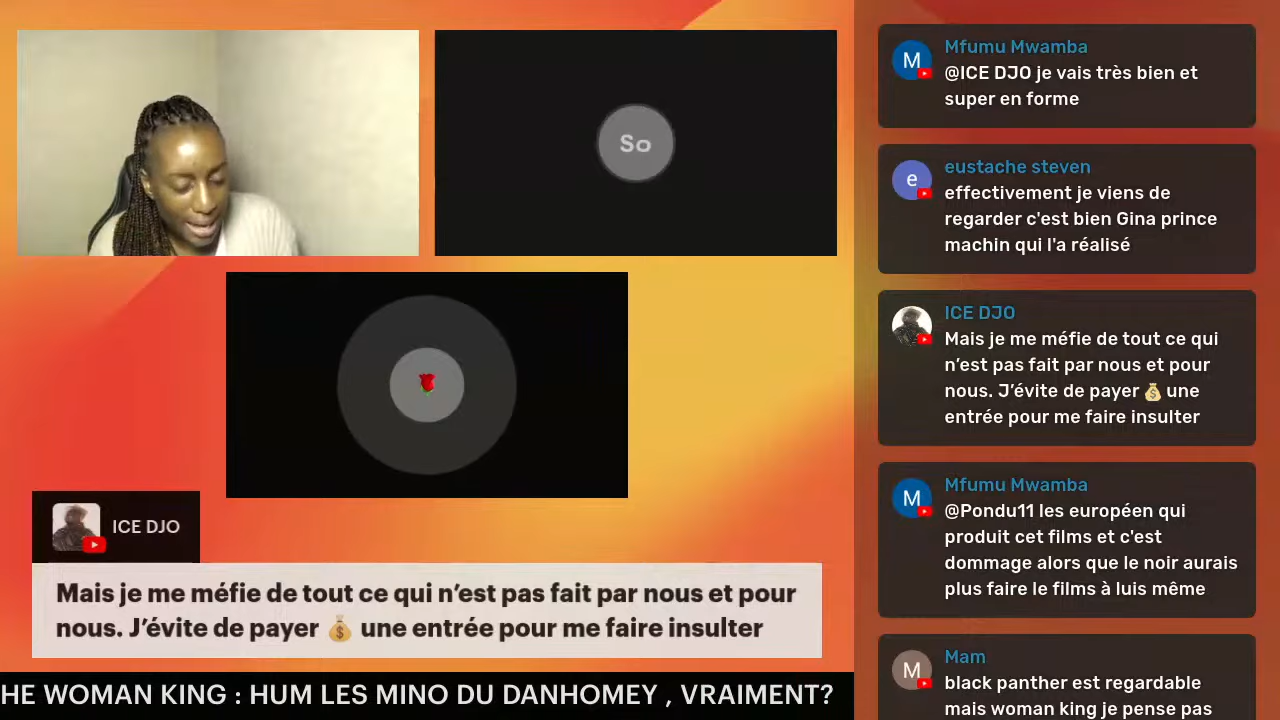 So
ICE DJO
Mais je me méfie de tout ce qui n’est pas fait par nous et pour
nous. J’évite de payer 💰 une entrée pour me faire insulter
HE WOMAN KING : HUM LES MINO DU DANHOMEY , VRAIMENT?
M
Mfumu Mwamba
@ICE DJO je vais très bien et
super en forme
e
eustache steven
effectivement je viens de
regarder c'est bien Gina prince
machin qui l'a réalisé
ICE DJO
Mais je me méfie de tout ce qui
n’est pas fait par nous et pour
nous. J’évite de payer 💰 une
entrée pour me faire insulter
M
Mfumu Mwamba
@Pondu11 les européen qui
produit cet films et c'est
dommage alors que le noir aurais
plus faire le films à luis même
M
Mam
black panther est regardable
mais woman king je pense pas